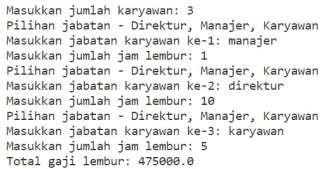 Masukkan jumlah karyawan: 3
Pilihan jabatan - Direktur, Manajer, Karyawan
Masukkan jabatan karyawan ke-1: manajer
Masukkan jumlah jam lembur: 1
Pilihan jabatan - Direktur, Manajer, Karyawan
Masukkan jabatan karyawan ke-2: direktur
Masukkan jumlah jam lembur: 10
Pilihan jabatan - Direktur, Manajer, Karyawan
Masukkan jabatan karyawan ke-3: karyawan
Masukkan jumlah jam lembur: 5
Total gaji lembur: 475000.0